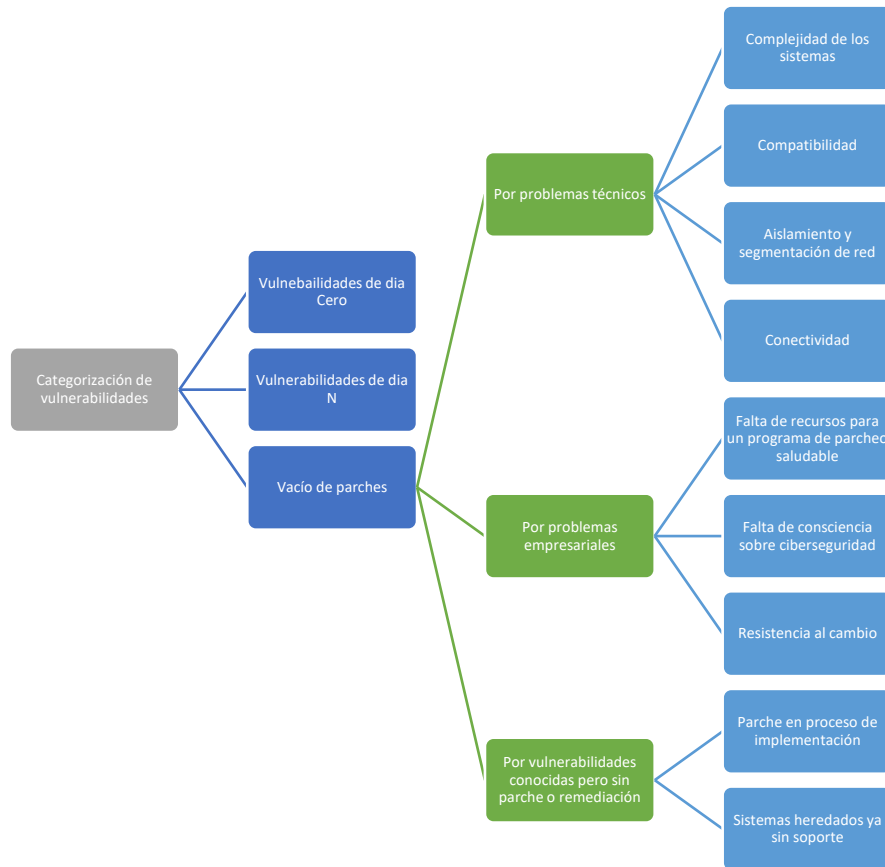 Categorización de
vulnerabilidades
Vulnebailidades de dia
Cero
Vulnerabilidades de dia
N
Vacío de parches
Por problemas técnicos
Complejidad de los
sistemas
Compatibilidad
Aislamiento y
segmentación de red
Conectividad
Por problemas
empresariales
Falta de recursos para
un programa de parcheo
saludable
Falta de consciencia
sobre ciberseguridad
Resistencia al cambio
Por vulnerabilidades
conocidas pero sin
parche o remediación
Parche en proceso de
implementación
Sistemas heredados ya
sin soporte